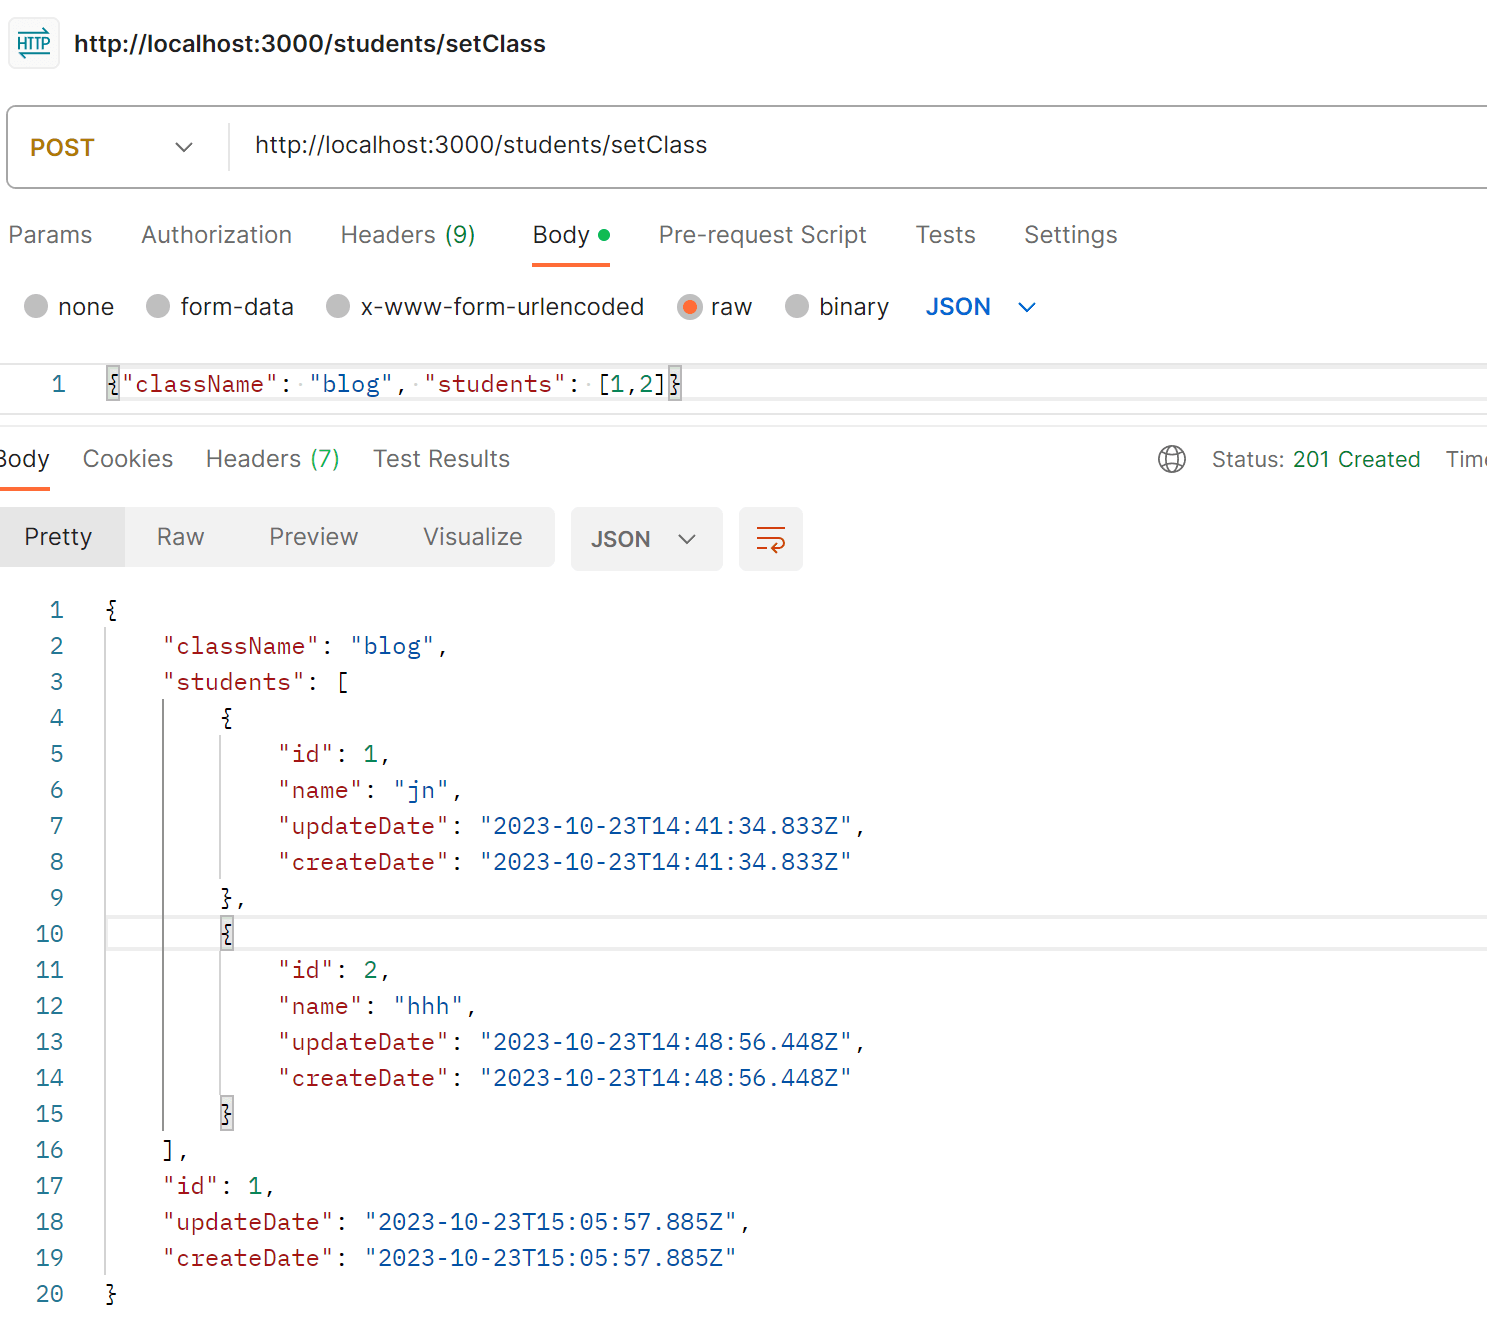 HTTP http://localhost:3000/students/setClass
POST http://localhost:3000/students/setClass
Params Authorization Headers (9) Body Pre-request Script Tests Settings
none form-data x-www-form-urlencoded raw binary JSON
1 {"className": "blog", "students": [1,2]}
Body Cookies Headers (7) Test Results Status: 201 Created Time
Pretty Raw Preview Visualize JSON
1 {
2 "className": "blog",
3 "students": [
4 {
5 "id": 1,
6 "name": "jn",
7 "updateDate": "2023-10-23T14:41:34.833Z",
8 "createDate": "2023-10-23T14:41:34.833Z"
9 },
10 {
11 "id": 2,
12 "name": "hhh",
13 "updateDate": "2023-10-23T14:48:56.448Z",
14 "createDate": "2023-10-23T14:48:56.448Z"
15 }
16 ],
17 "id": 1,
18 "updateDate": "2023-10-23T15:05:57.885Z",
19 "createDate": "2023-10-23T15:05:57.885Z"
20 }